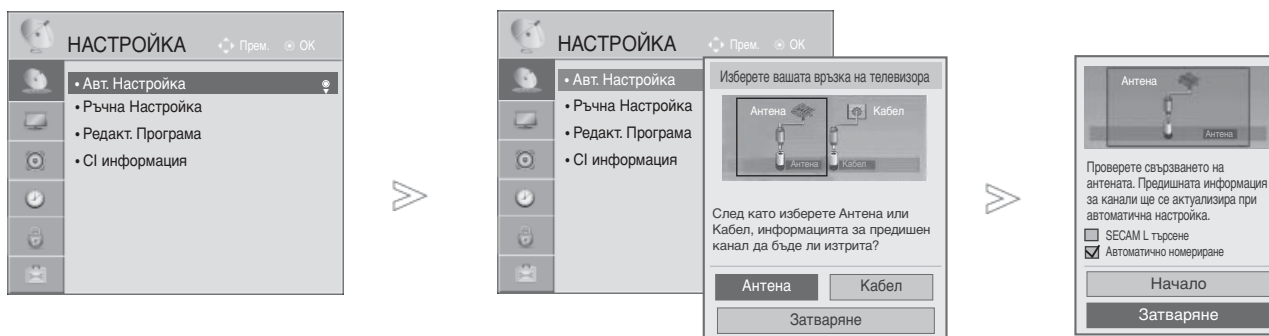 НАСТРОЙКА
Прем. OK
• Авт. Настройка
• Ръчна Настройка
• Редакт. Програма
• CI информация
НАСТРОЙКА
Прем. OK
• Авт. Настройка
• Ръчна Настройка
• Редакт. Програма
• CI информация
Изберете вашата връзка на телевизора
Антена Кабел
Антена Кабел
След като изберете Антена или
Кабел, информацията за предишен
канал да бъде ли изтрита?
Антена Кабел
Затваряне
Антена
Антена
Проверете свързването на
антената. Предишната информация
за канали ще се актуализира при
автоматична настройка.
SECAM L търсене
Автоматично номериране
Начало
Затваряне